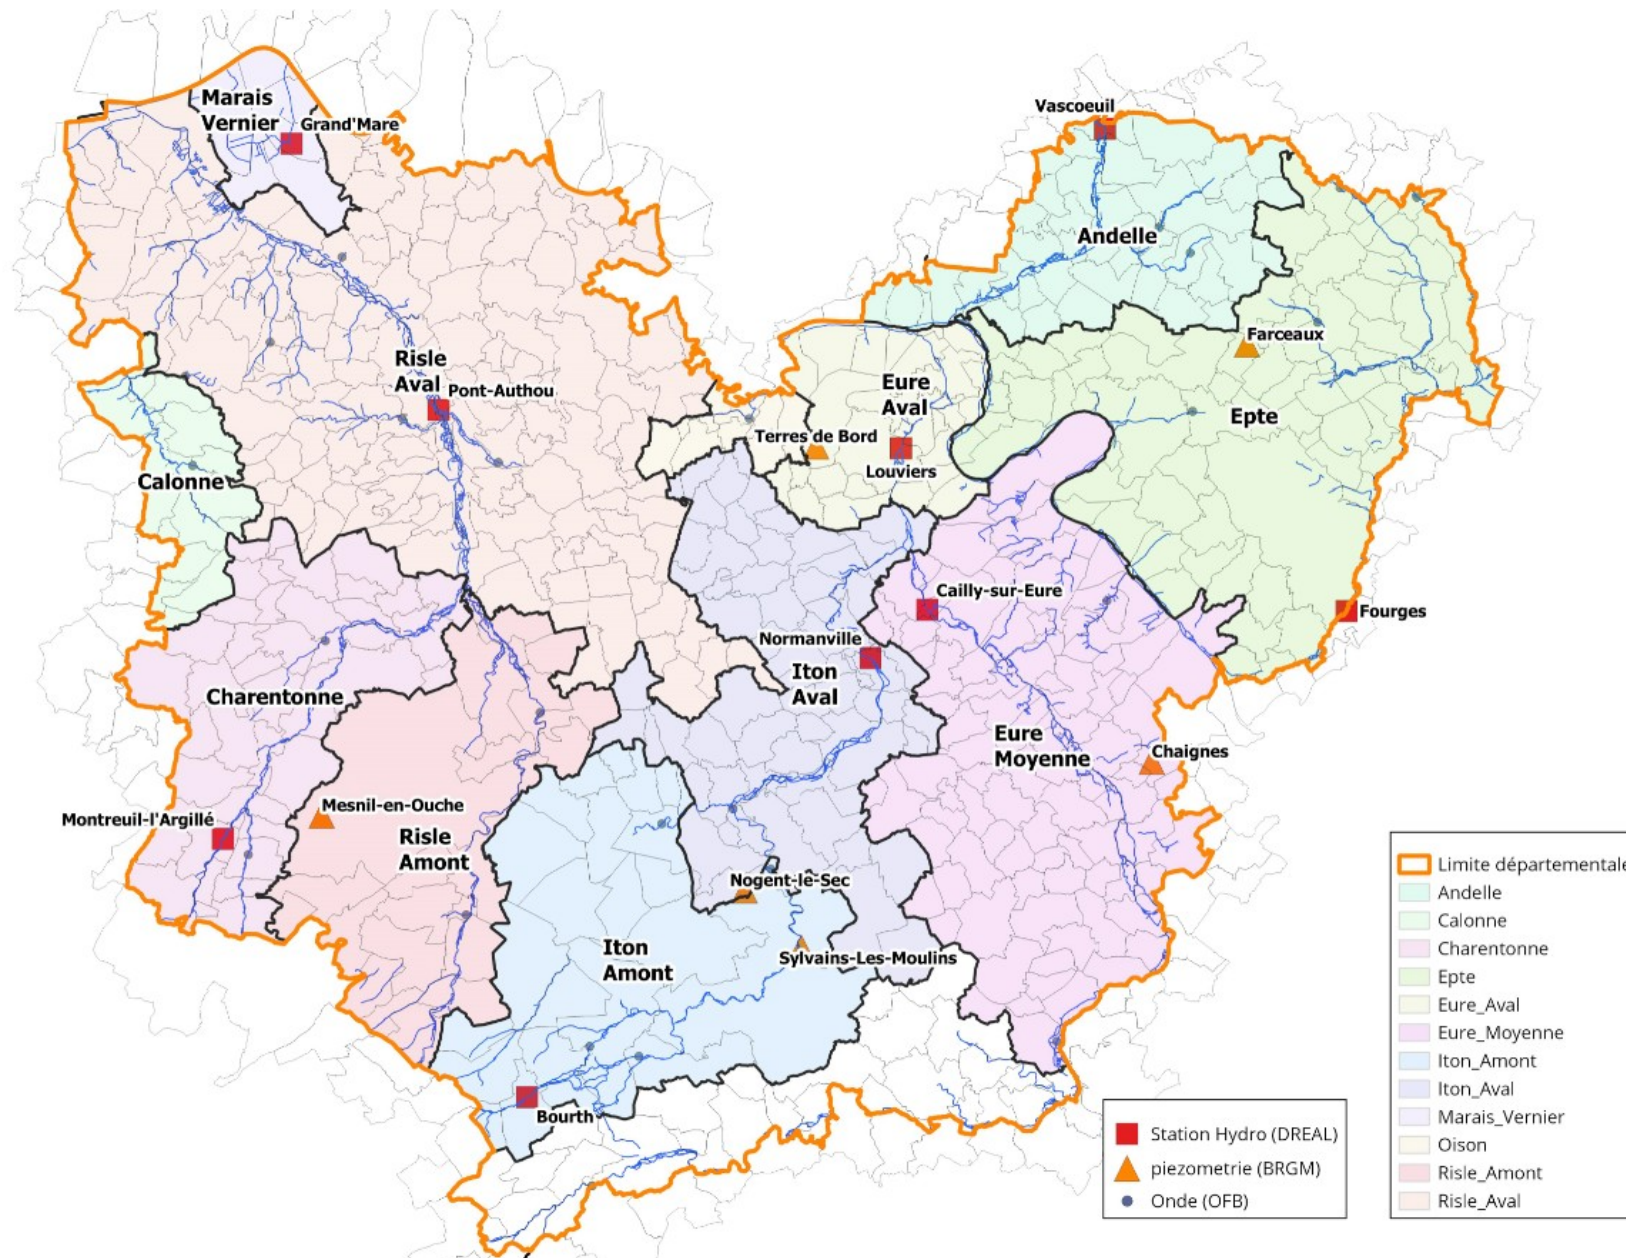 Marais
Vernier
Grand'Mare
Vascoeuil
Andelle
Farceaux
Risle
Aval
Pont-Authou
Eure
Aval
Epte
Terres de Bord
Louviers
Calonne
Cailly-sur-Eure
Fourges
Normanville
Iton
Aval
Charentonne
Eure
Moyenne
Chaignes
Mesnil-en-Ouche
Montreuil-l'Argillé
Risle
Amont
Nogent-le-Sec
Iton
Amont
Sylvains-Les-Moulins
Bourth
Station Hydro (DREAL)
piezometrie (BRGM)
Onde (OFB)
Limite départementale
Andelle
Calonne
Charentonne
Epte
Eure_Aval
Eure_Moyenne
Iton_Amont
Iton_Aval
Marais_Vernier
Oison
Risle_Amont
Risle_Aval